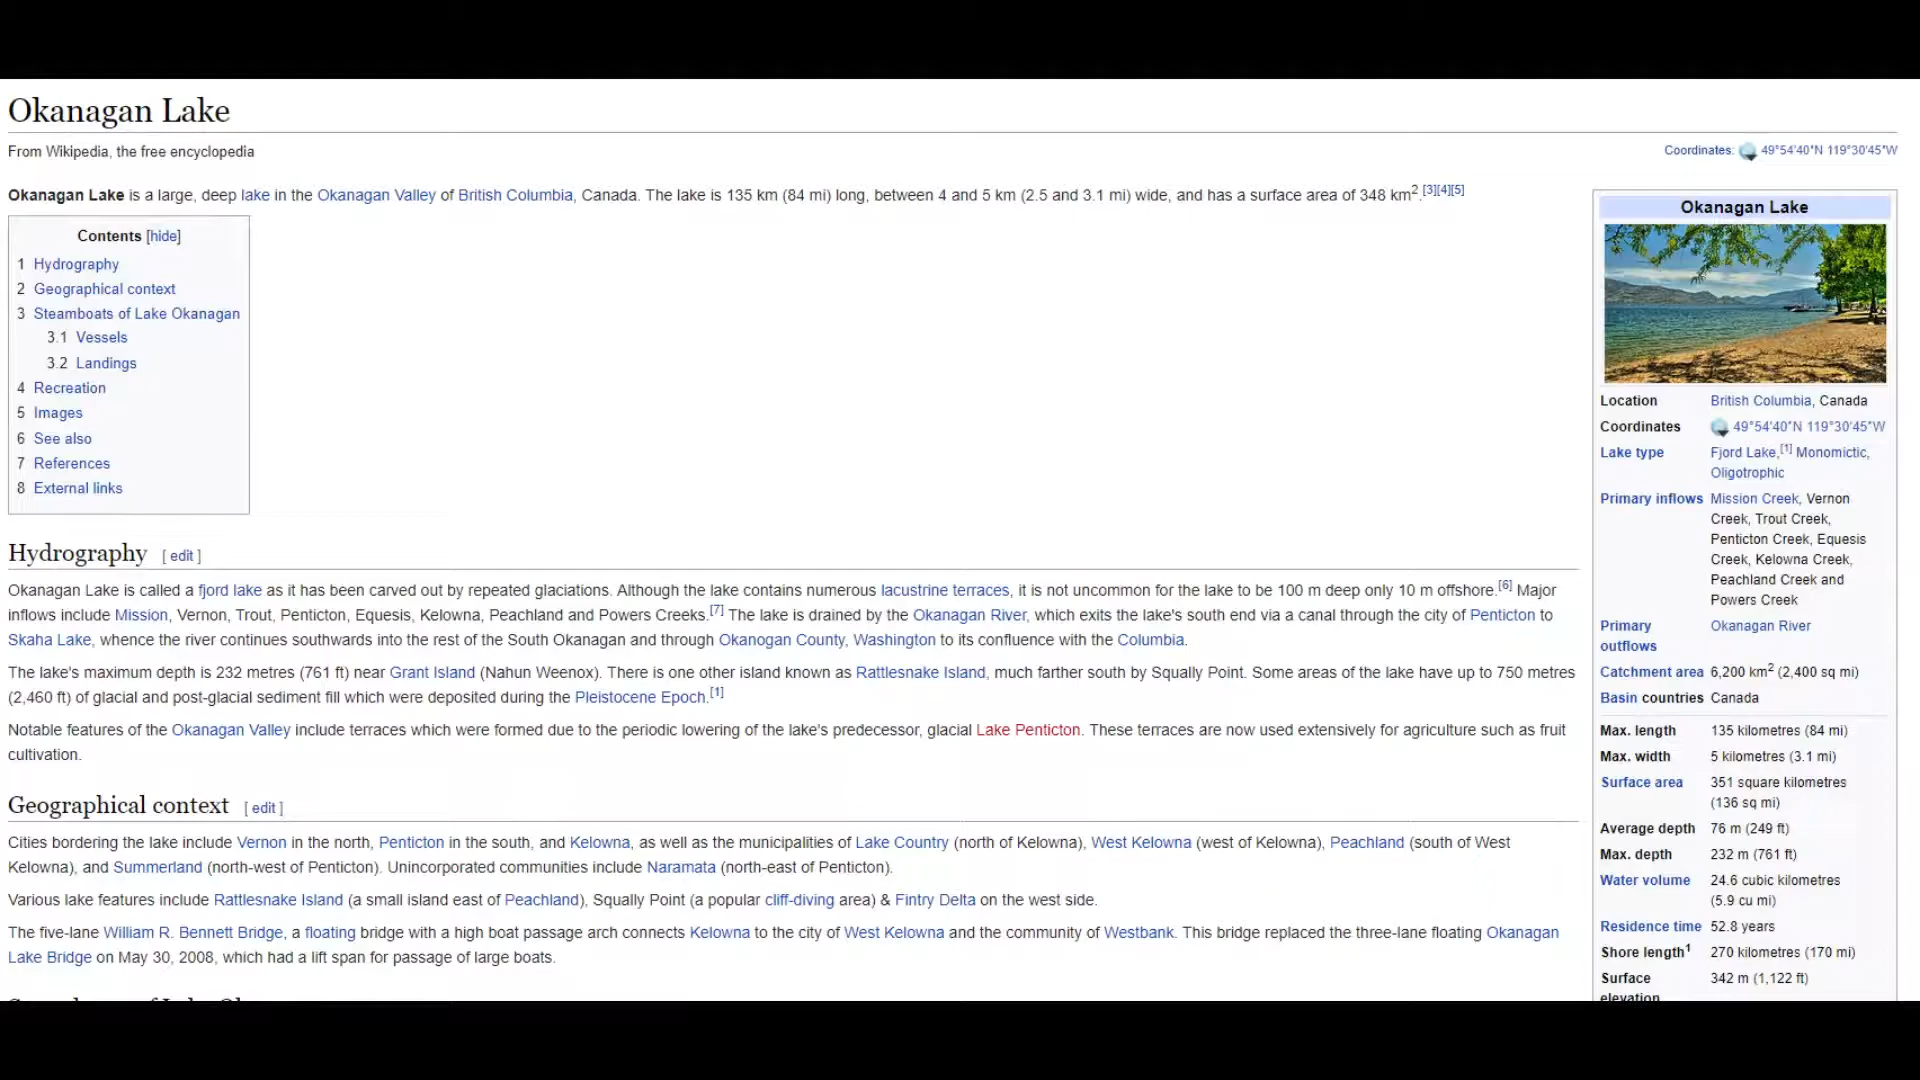 Okanagan Lake
From Wikipedia, the free encyclopedia
Coordinates: 49°54′40″N 119°30′45″W
Okanagan Lake is a large, deep lake in the Okanagan Valley of British Columbia, Canada. The lake is 135 km (84 mi) long, between 4 and 5 km (2.5 and 3.1 mi) wide, and has a surface area of 348 km².[3][4][5]
Contents [hide]
1 Hydrography
2 Geographical context
3 Steamboats of Lake Okanagan
3.1 Vessels
3.2 Landings
4 Recreation
5 Images
6 See also
7 References
8 External links
Hydrography [ edit ]
Okanagan Lake is called a fjord lake as it has been carved out by repeated glaciations. Although the lake contains numerous lacustrine terraces, it is not uncommon for the lake to be 100 m deep only 10 m offshore.[6] Major
inflows include Mission, Vernon, Trout, Penticton, Equesis, Kelowna, Peachland and Powers Creeks.[7] The lake is drained by the Okanagan River, which exits the lake's south end via a canal through the city of Penticton to
Skaha Lake, whence the river continues southwards into the rest of the South Okanagan and through Okanogan County, Washington to its confluence with the Columbia.
The lake's maximum depth is 232 metres (761 ft) near Grant Island (Nahun Weenox). There is one other island known as Rattlesnake Island, much farther south by Squally Point. Some areas of the lake have up to 750 metres
(2,460 ft) of glacial and post-glacial sediment fill which were deposited during the Pleistocene Epoch.[1]
Notable features of the Okanagan Valley include terraces which were formed due to the periodic lowering of the lake's predecessor, glacial Lake Penticton. These terraces are now used extensively for agriculture such as fruit
cultivation.
Geographical context [ edit ]
Cities bordering the lake include Vernon in the north, Penticton in the south, and Kelowna, as well as the municipalities of Lake Country (north of Kelowna), West Kelowna (west of Kelowna), Peachland (south of West
Kelowna), and Summerland (north-west of Penticton). Unincorporated communities include Naramata (north-east of Penticton).
Various lake features include Rattlesnake Island (a small island east of Peachland), Squally Point (a popular cliff-diving area) & Fintry Delta on the west side.
The five-lane William R. Bennett Bridge, a floating bridge with a high boat passage arch connects Kelowna to the city of West Kelowna and the community of Westbank. This bridge replaced the three-lane floating Okanagan
Lake Bridge on May 30, 2008, which had a lift span for passage of large boats.
Okanagan Lake
Location British Columbia, Canada
Coordinates 49°54′40″N 119°30′45″W
Lake type Fjord Lake,[1] Monomictic,
Oligotrophic
Primary inflows Mission Creek, Vernon
Creek, Trout Creek,
Penticton Creek, Equesis
Creek, Kelowna Creek,
Peachland Creek and
Powers Creek
Primary Okanagan River
outflows
Catchment area 6,200 km² (2,400 sq mi)
Basin countries Canada
Max. length 135 kilometres (84 mi)
Max. width 5 kilometres (3.1 mi)
Surface area 351 square kilometres
(136 sq mi)
Average depth 76 m (249 ft)
Max. depth 232 m (761 ft)
Water volume 24.6 cubic kilometres
(5.9 cu mi)
Residence time 52.8 years
Shore length¹ 270 kilometres (170 mi)
Surface 342 m (1,122 ft)
elevation